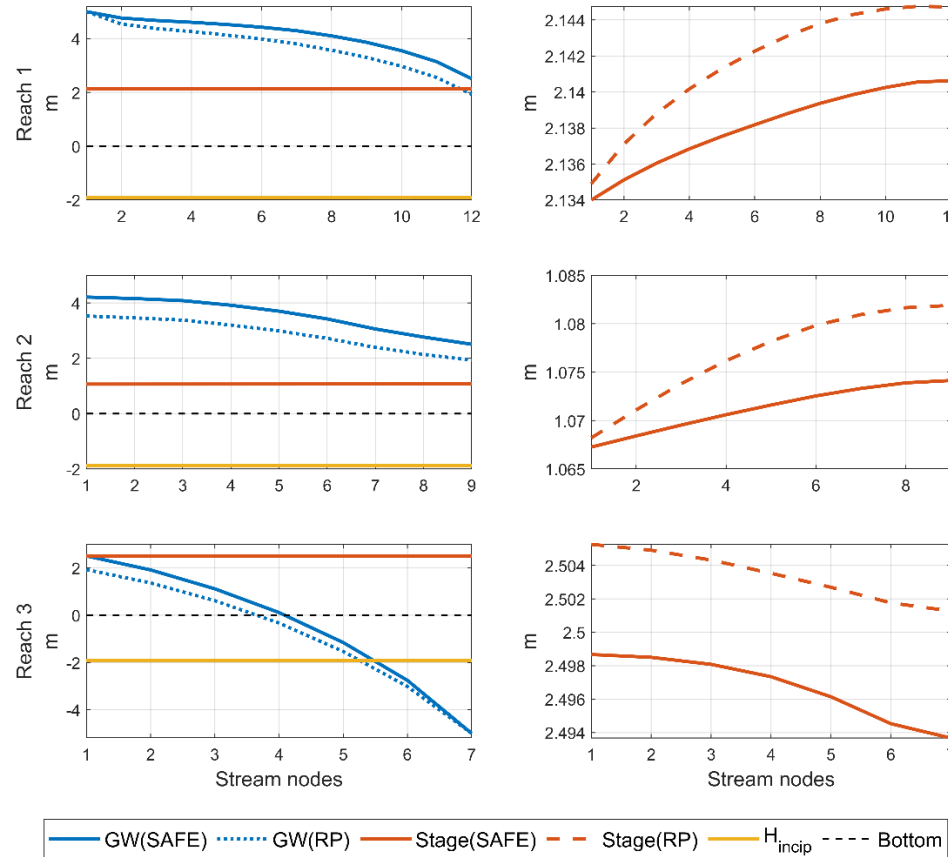 Reach 1
m
4
2
0
-2
2 4 6 8 10 12
m
2.144
2.142
2.14
2.138
2.136
2.134
2 4 6 8 10 1
Reach 2
m
4
2
0
-2
1 2 3 4 5 6 7 8 9
m
1.085
1.08
1.075
1.07
1.065
2 4 6 8
Reach 3
m
2
0
-2
-4
1 2 3 4 5 6 7
Stream nodes
m
2.504
2.502
2.5
2.498
2.496
2.494
1 2 3 4 5 6
Stream nodes
GW(SAFE) GW(RP) Stage(SAFE) Stage(RP) H_incip Bottom